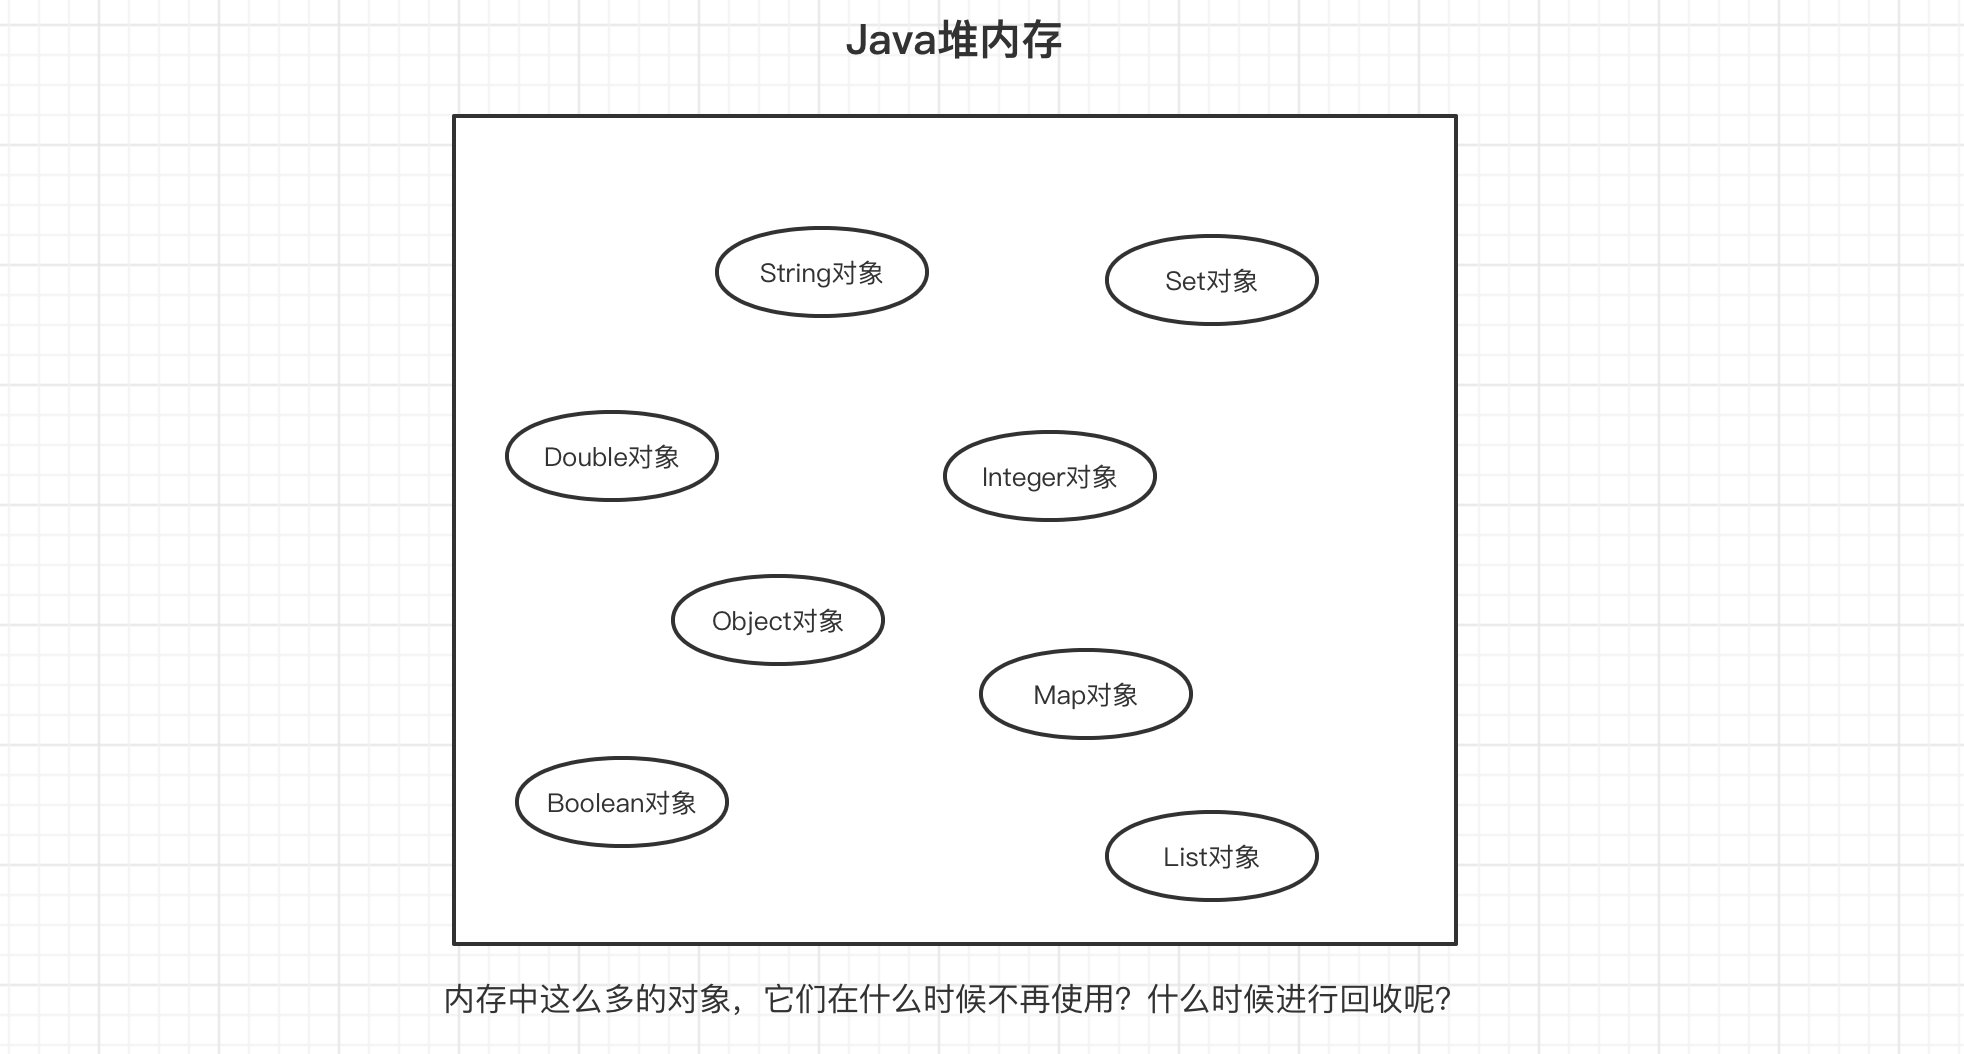 Java堆内存
String对象
Set对象
Double对象
Integer对象
Object对象
Map对象
Boolean对象
List对象
内存中这么多的对象，它们在什么时候不再使用？什么时候进行回收呢？